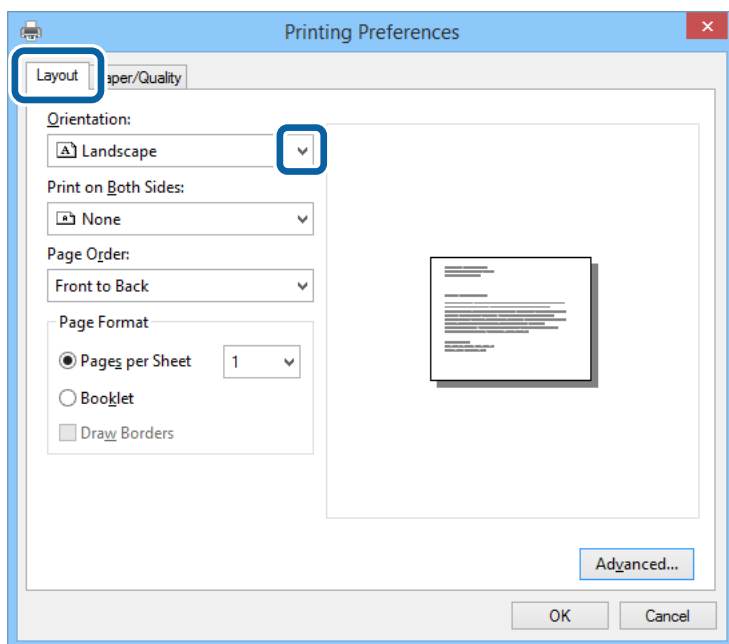 Printing Preferences
Layout
aper/Quality
Orientation:
Landscape
Print on Both Sides:
None
Page Order:
Front to Back
Page Format
Pages per Sheet 1
Booklet
Draw Borders
Advanced...
OK Cancel